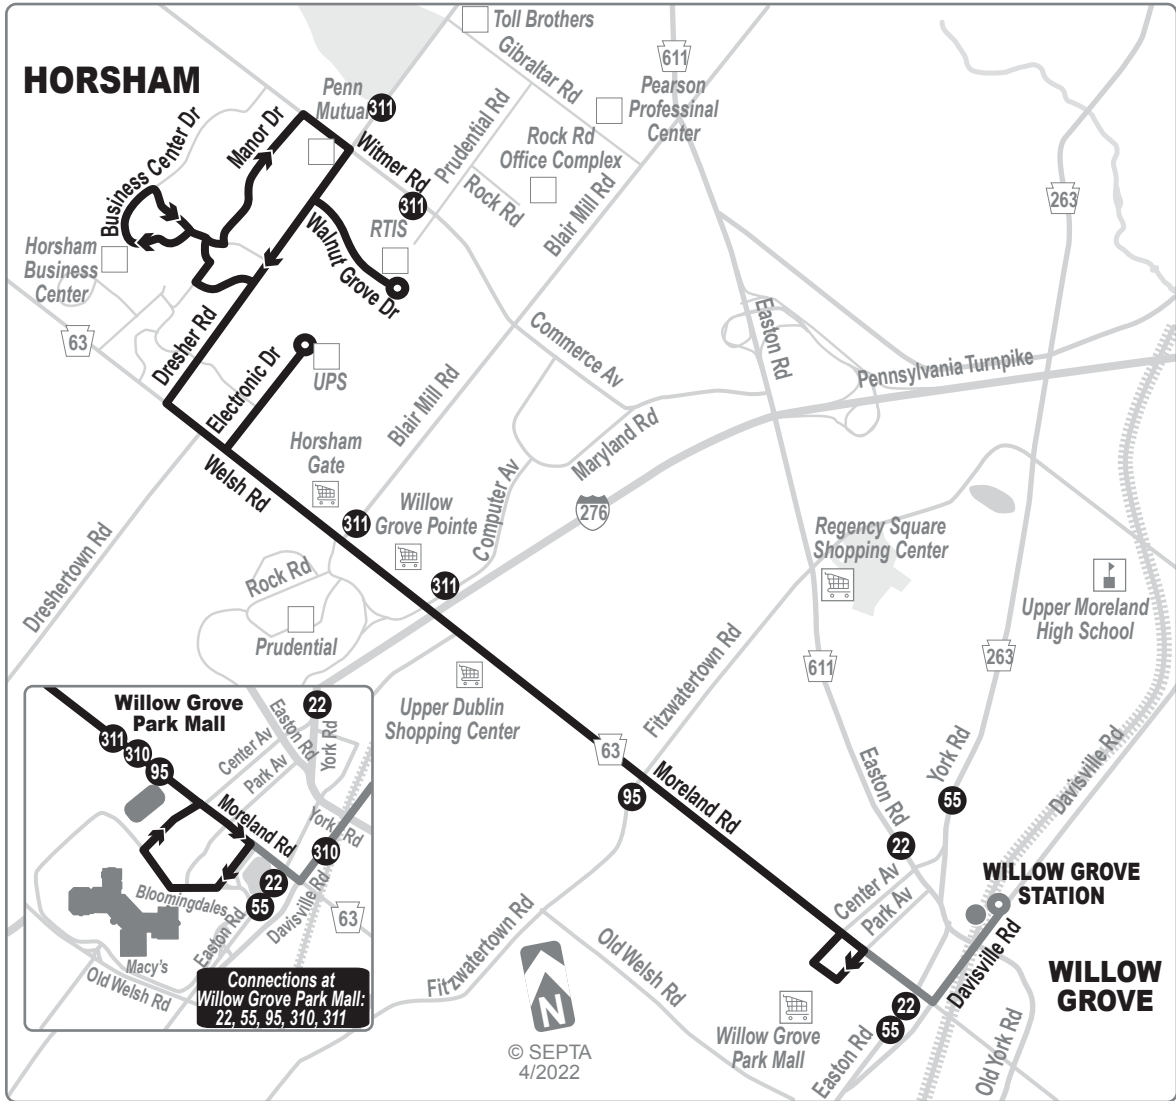 HORSHAM
Toll Brothers
Gibraltar Rd
611
Pearson
Professinal
Center
Penn
Mutual
311
Prudential Rd
Rock Rd
Office Complex
Witmer Rd
311
Rock Rd
Blair Mill Rd
263
Business Center Dr
Manor Dr
RTIS
Walnut Grove Dr
Horsham
Business
Center
63
Dresher Rd
Electronic Dr
UPS
Commerce Av
Easton Rd
Pennsylvania Turnpike
Blair Mill Rd
Horsham
Gate
Maryland Rd
Welsh Rd
311
Willow
Grove Pointe
Computer Av
276
Regency Square
Shopping Center
Dreshertown Rd
Rock Rd
311
Upper Moreland
High School
Prudential
Fitzwatertown Rd
611
263
Upper Dublin
Shopping Center
63
95
Moreland Rd
Easton Rd
York Rd
55
Davisville Rd
22
Center Av
Park Av
WILLOW GROVE
STATION
Davisville Rd
WILLOW
GROVE
Fitzwatertown Rd
Old Welsh Rd
N
© SEPTA
4/2022
Willow Grove
Park Mall
22
55
Easton Rd
Old York Rd
Willow Grove
Park Mall
311
310
95
22
Center Av
Easton Rd
York Rd
Park Av
Moreland Rd
York Rd
310
Bloomingdales
22
55
Davisville Rd
63
Easton Rd
Macy's
Old Welsh Rd
Connections at
Willow Grove Park Mall:
22, 55, 95, 310, 311